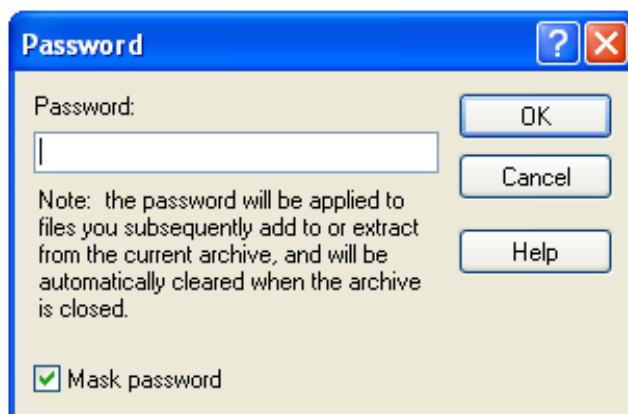 Password
Password:
OK
Cancel
Note: the password will be applied to
files you subsequently add to or extract
from the current archive, and will be
automatically cleared when the archive
is closed.
Help
Mask password